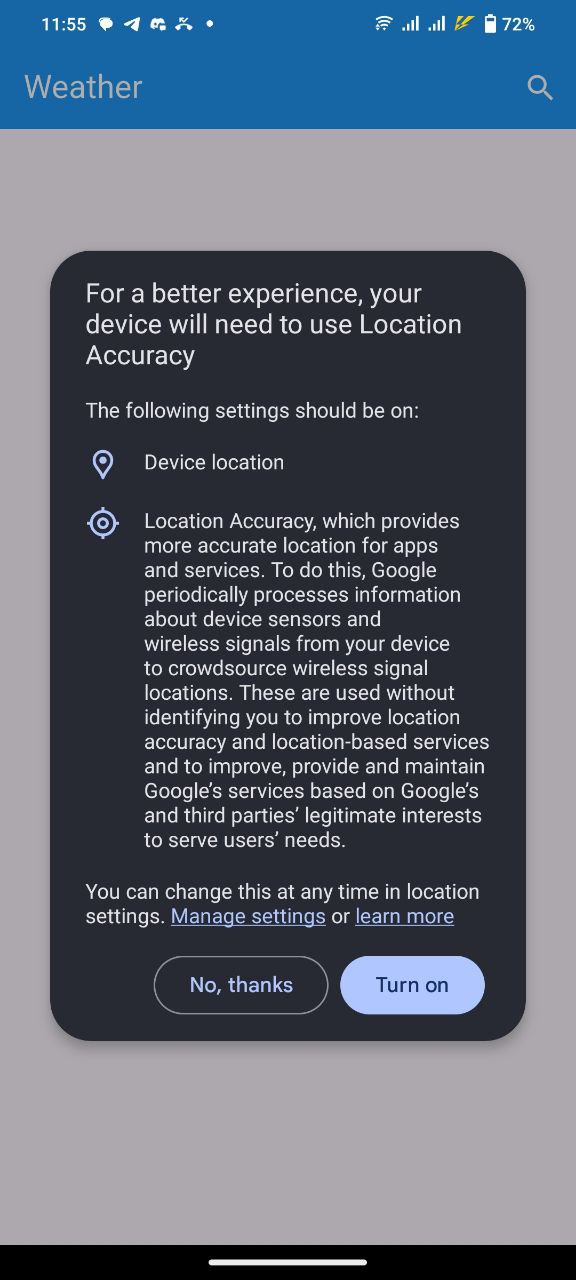 11:55 72%
Weather
For a better experience, your
device will need to use Location
Accuracy
The following settings should be on:
Device location
Location Accuracy, which provides
more accurate location for apps
and services. To do this, Google
periodically processes information
about device sensors and
wireless signals from your device
to crowdsource wireless signal
locations. These are used without
identifying you to improve location
accuracy and location-based services
and to improve, provide and maintain
Google’s services based on Google’s
and third parties’ legitimate interests
to serve users’ needs.
You can change this at any time in location
settings. Manage settings or learn more
No, thanks Turn on